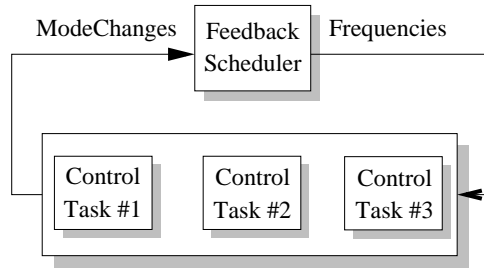 ModeChanges
Feedback
Scheduler
Frequencies
Control
Task #1
Control
Task #2
Control
Task #3